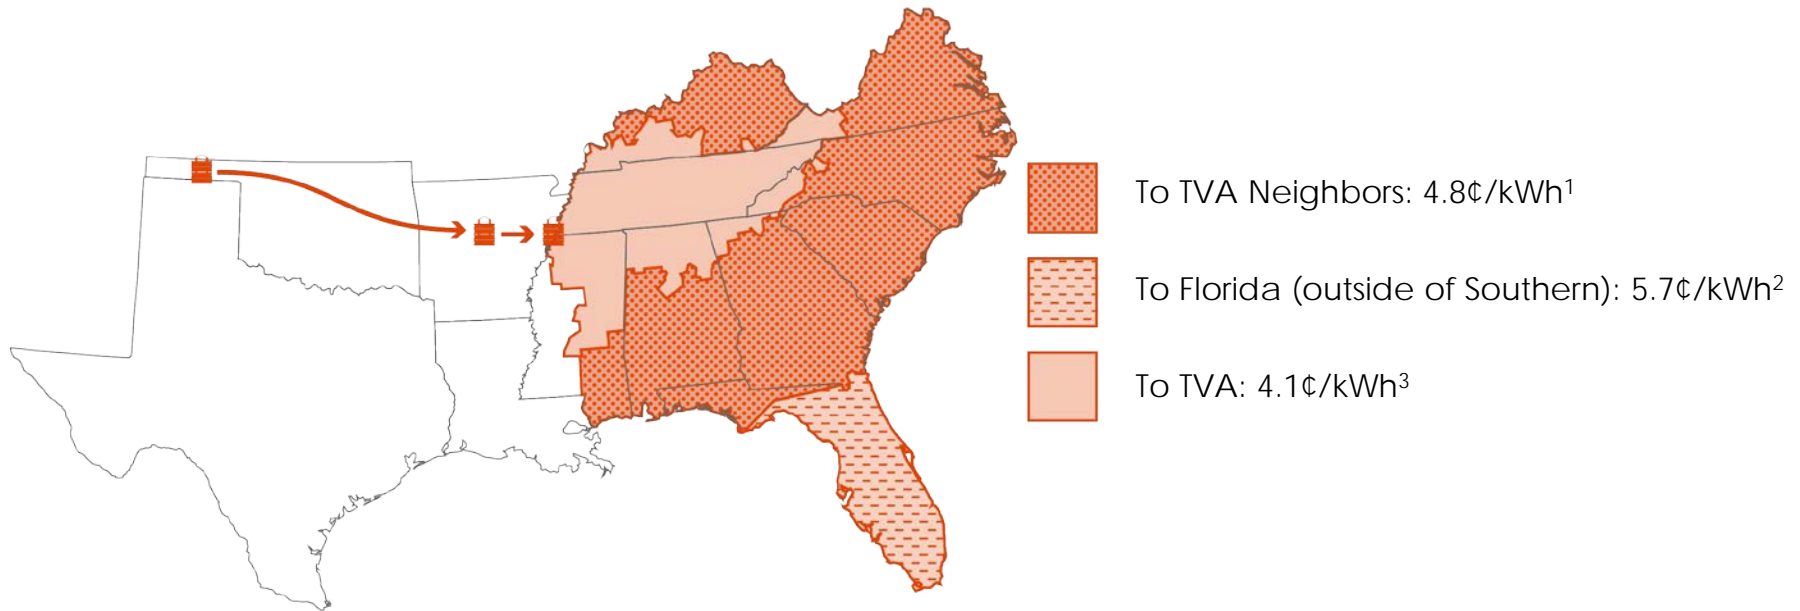 To TVA Neighbors: 4.8¢/kWh¹
To Florida (outside of Southern): 5.7¢/kWh²
To TVA: 4.1¢/kWh³